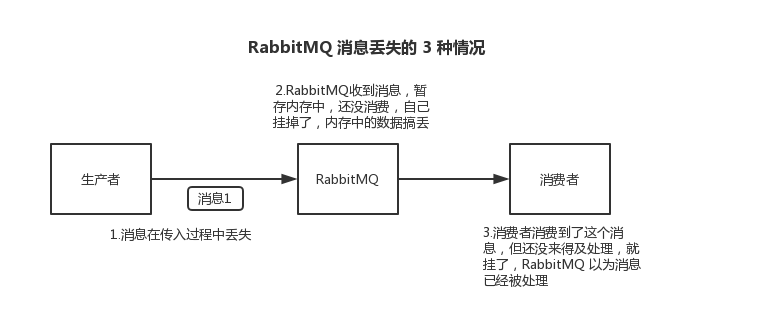 RabbitMQ 消息丢失的 3 种情况
2.RabbitMQ收到消息，暂
存内存中，还没消费，自己
挂掉了，内存中的数据搞丢
生产者
消息1
RabbitMQ
消费者
1.消息在传入过程中丢失
3.消费者消费到了这个消
息，但还没来得及处理，就
挂了，RabbitMQ 以为消息
已经被处理